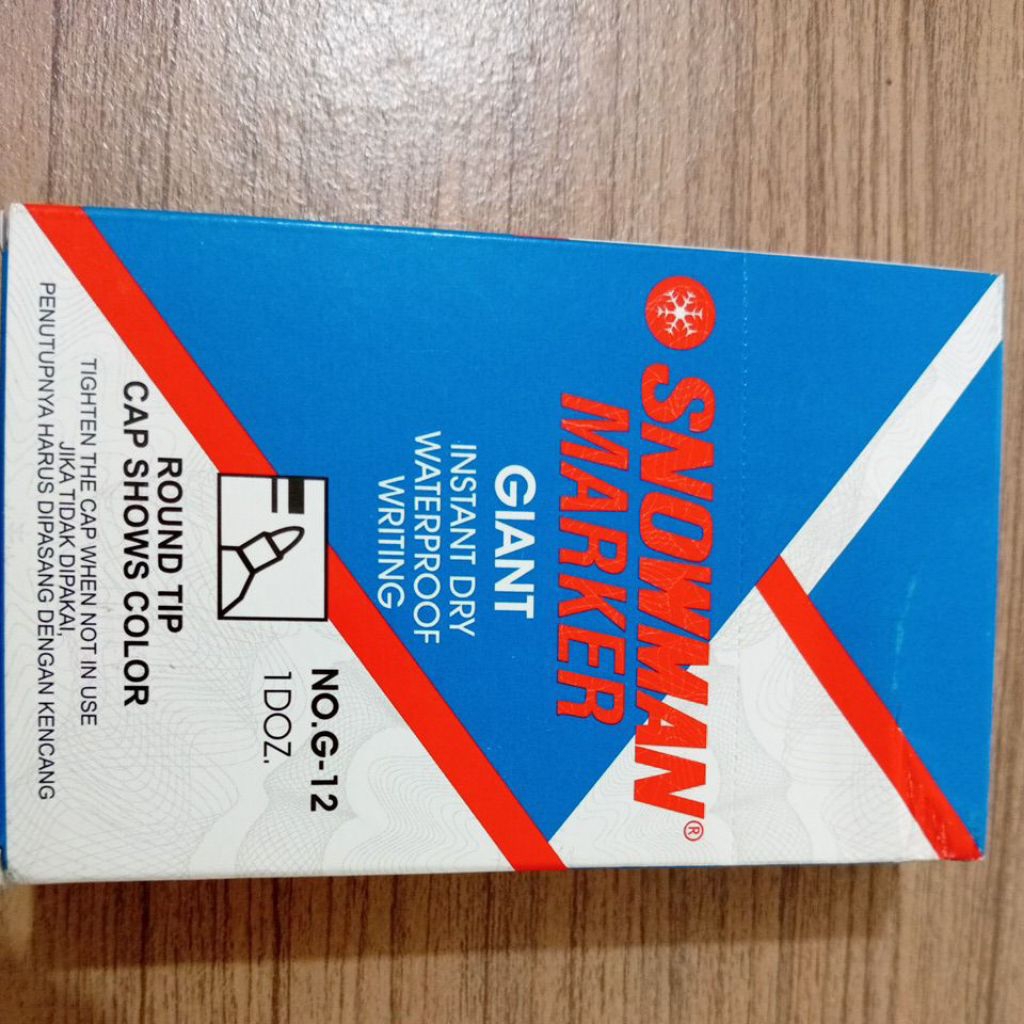 SNOWMAN®
MARKER
GIANT
INSTANT DRY
WATERPROOF
WRITING
NO.G-12
1DOZ.
ROUND TIP
CAP SHOWS COLOR
TIGHTEN THE CAP WHEN NOT IN USE
JIKA TIDAK DIPAKAI,
PENUTUPNYA HARUS DIPASANG DENGAN KENCANG